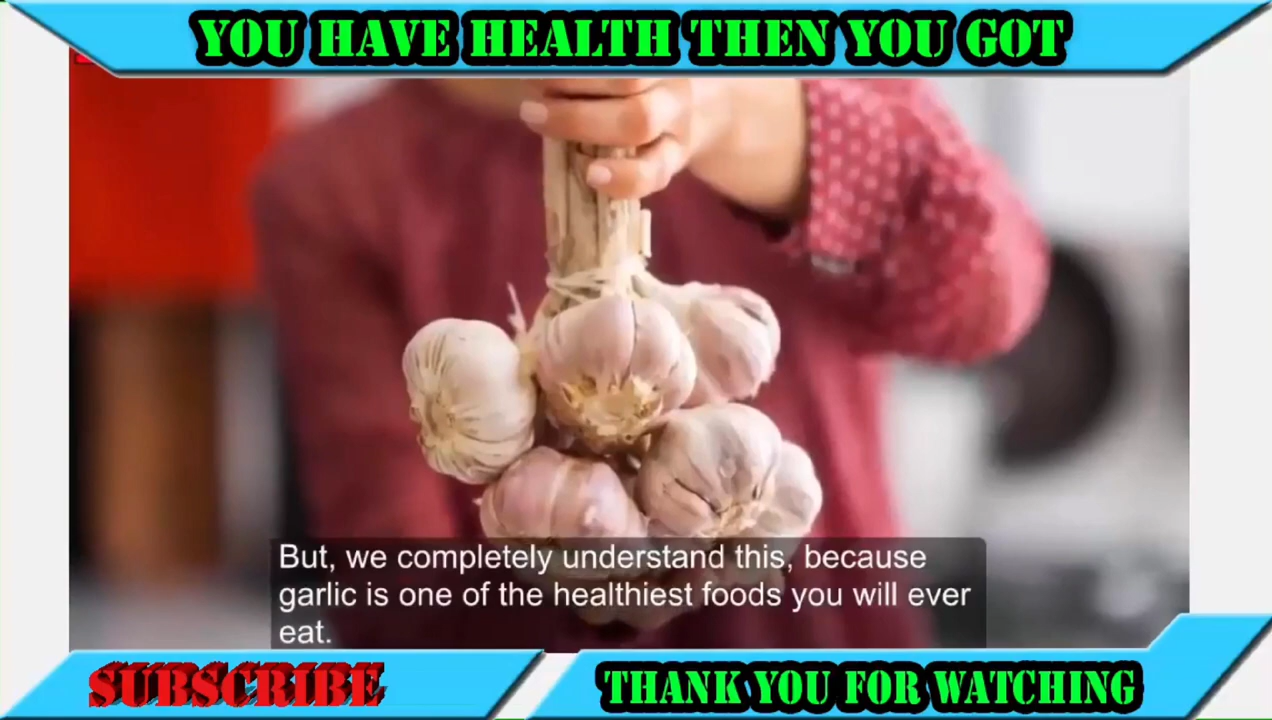 YOU HAVE HEALTH THEN YOU GOT
But, we completely understand this, because
garlic is one of the healthiest foods you will ever
eat.
SUBSCRIBE
THANK YOU FOR WATCHING